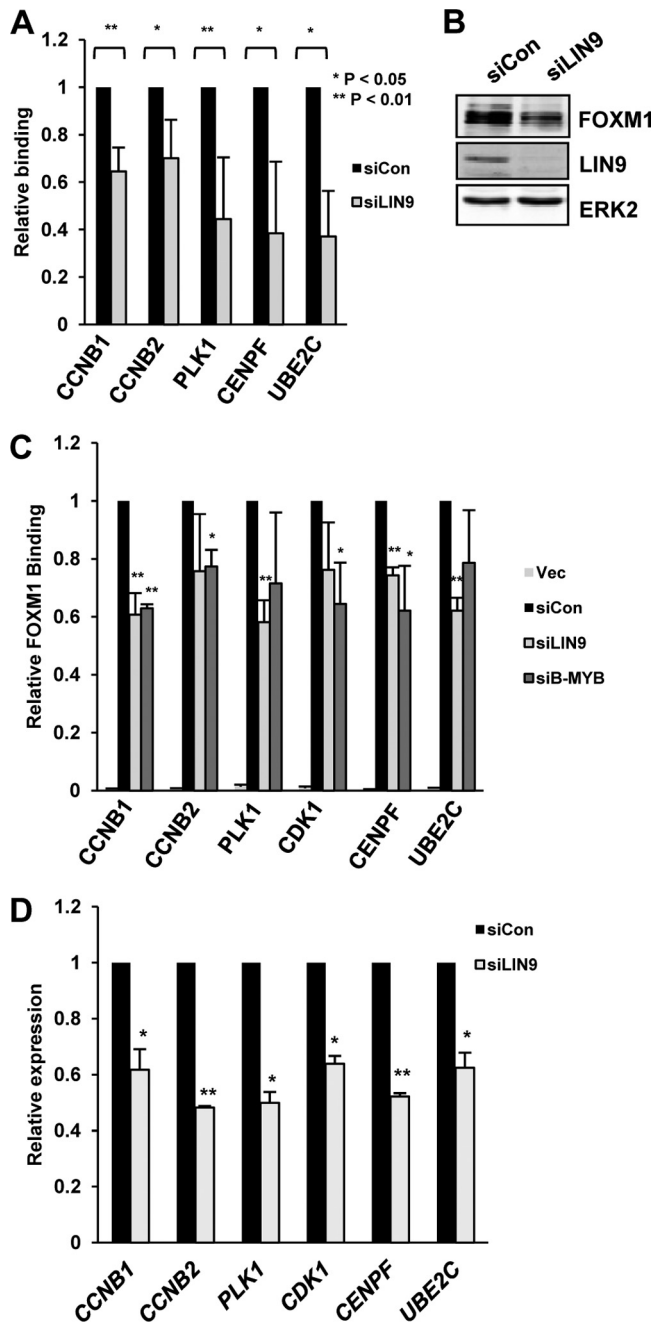 A
Relative binding
1.2
1
0.8
0.6
0.4
0.2
0
** * ** * *
* P < 0.05
** P < 0.01
siCon
siLIN9
CCNB1 CCNB2 PLK1 CENPF UBE2C
B
siCon siLIN9
FOXM1
LIN9
ERK2
C
Relative FOXM1 Binding
1.2
1
0.8
0.6
0.4
0.2
0
** ** * ** * ** * **
Vec
siCon
siLIN9
siB-MYB
CCNB1 CCNB2 PLK1 CDK1 CENPF UBE2C
D
Relative expression
1.2
1
0.8
0.6
0.4
0.2
0
* ** * * ** *
siCon
siLIN9
CCNB1 CCNB2 PLK1 CDK1 CENPF UBE2C